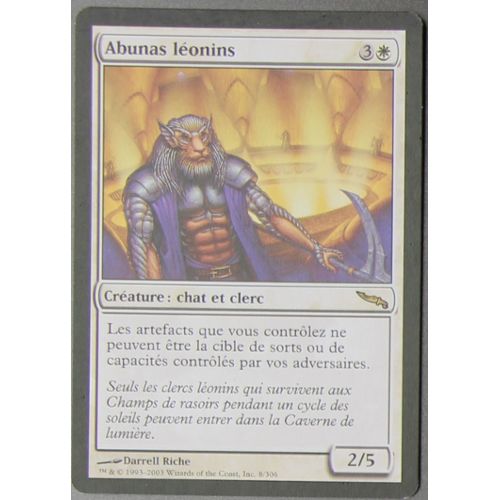 Abunas léonins 3
Créature : chat et clerc
Les artefacts que vous contrôlez ne
peuvent être la cible de sorts ou de
capacités contrôlés par vos adversaires.
Seuls les clercs léonins qui survivent aux
Champs de rasoirs pendant un cycle des
soleils peuvent entrer dans la Caverne de
lumière.
Darrell Riche
™ & © 1993–2003 Wizards of the Coast, Inc. 8/306
2/5